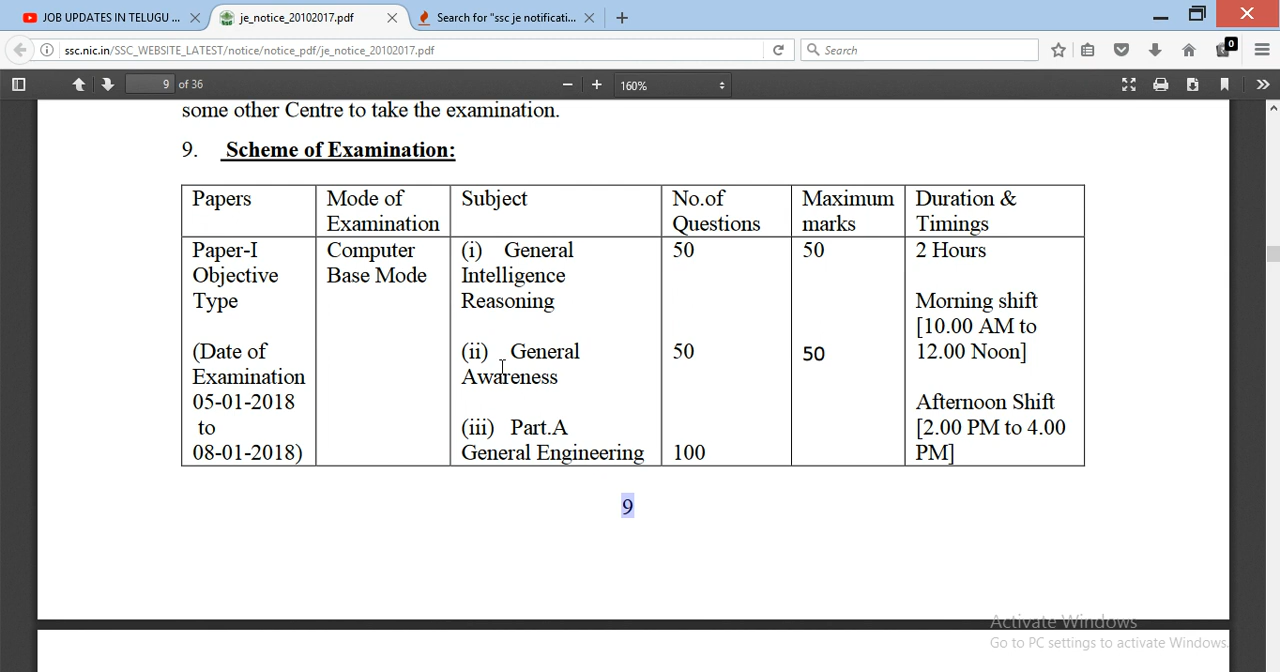 JOB UPDATES IN TELUGU ...
je_notice_20102017.pdf
Search for "ssc je notificati...
ssc.nic.in/SSC_WEBSITE_LATEST/notice/notice_pdf/je_notice_20102017.pdf
Search
0
9 of 36
160%
some other Centre to take the examination.
9. Scheme of Examination:
Papers
Mode of
Examination
Subject
No.of
Questions
Maximum
marks
Duration &
Timings
Paper-I
Objective
Type
(Date of
Examination
05-01-2018
to
08-01-2018)
Computer
Base Mode
(i) General
Intelligence
Reasoning
(ii) General
Awareness
(iii) Part.A
General Engineering
50
50
100
50
50
2 Hours
Morning shift
[10.00 AM to
12.00 Noon]
Afternoon Shift
[2.00 PM to 4.00
PM]
9
Activate Windows
Go to PC settings to activate Windows.